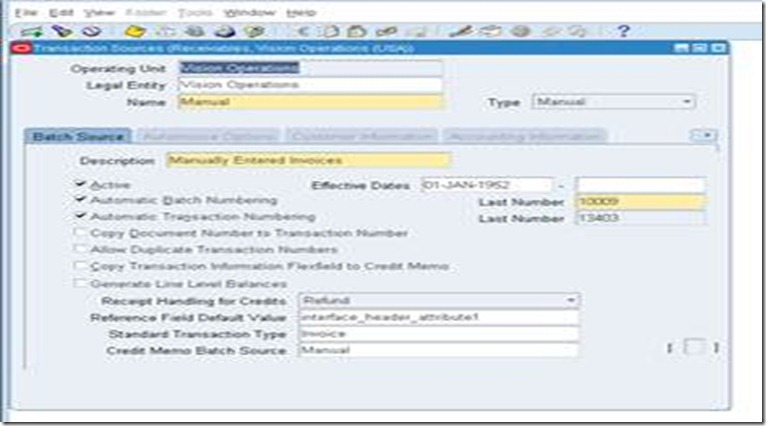 File Edit View Folder Tools Window Help
Transaction Sources (Receivables, Vision Operations (USA))
Operating Unit Vision Operations
Legal Entity Vision Operations
Name Manual Type Manual
Batch Source AutoInvoice Options Customer Information Accounting Information
Description Manually Entered Invoices
Active Effective Dates 01-JAN-1952 -
Automatic Batch Numbering Last Number 10009
Automatic Transaction Numbering Last Number 13403
Copy Document Number to Transaction Number
Allow Duplicate Transaction Numbers
Copy Transaction Information Flexfield to Credit Memo
Generate Line Level Balances
Receipt Handling for Credits Refund
Reference Field Default Value interface_header_attribute1
Standard Transaction Type Invoice
Credit Memo Batch Source Manual [ ]